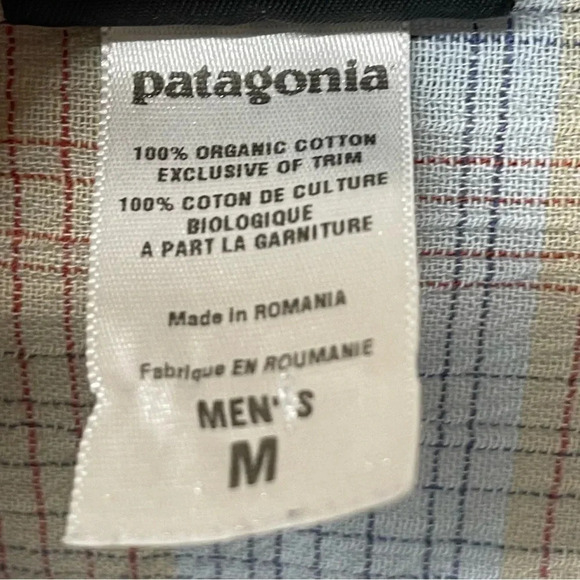 patagonia
100% ORGANIC COTTON
EXCLUSIVE OF TRIM
100% COTON DE CULTURE
BIOLOGIQUE
A PART LA GARNITURE
Made in ROMANIA
Fabrique EN ROUMANIE
MEN'S
M